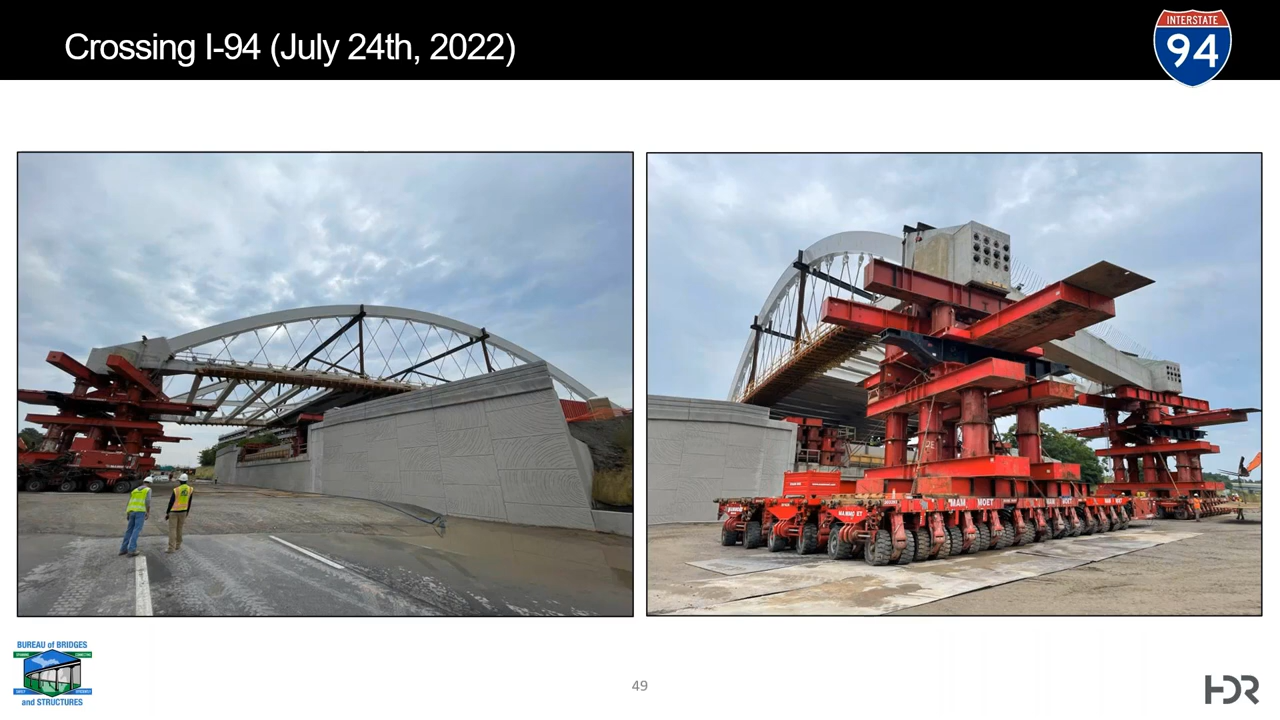 Crossing I-94 (July 24th, 2022)
INTERSTATE
94
MAMMOET
BUREAU of BRIDGES
and STRUCTURES
49
HDR